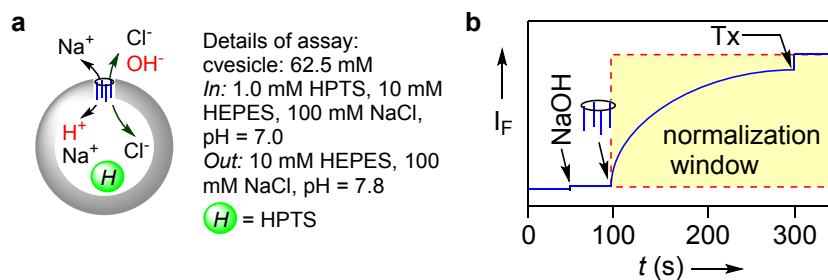 a
Na⁺
Cl⁻
OH⁻
H⁺
Na⁺
Cl⁻
H
Details of assay:
cvesicle: 62.5 mM
In: 1.0 mM HPTS, 10 mM
HEPES, 100 mM NaCl,
pH = 7.0
Out: 10 mM HEPES, 100
mM NaCl, pH = 7.8
H = HPTS
b
Tx
I_F
NaOH
normalization
window
0 100 200 300
t (s)